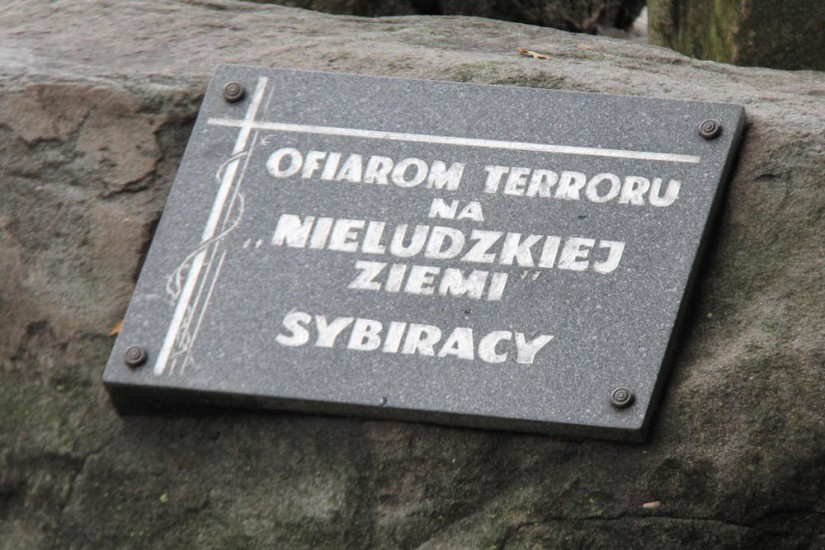 OFIAROM TERRORU
NA
„NIELUDZKIEJ
ZIEMI”
SYBIRACY